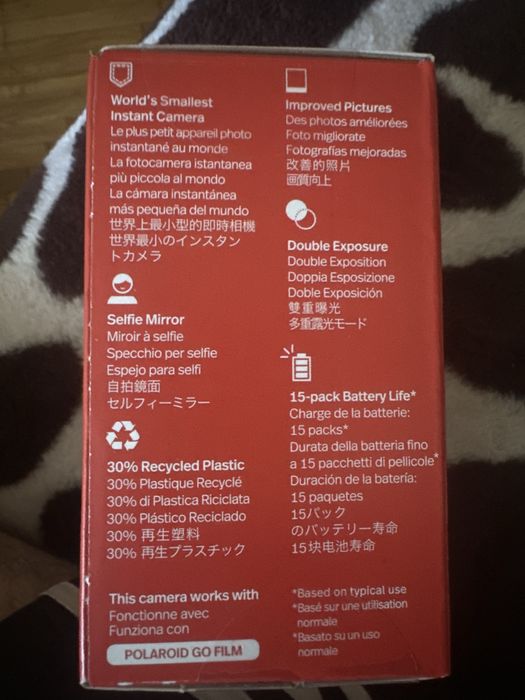 World's Smallest
Instant Camera
Le plus petit appareil photo
instantané au monde
La fotocamera istantanea
più piccola al mondo
La cámara instantánea
más pequeña del mundo
世界上最小型的即時相機
世界最小のインスタン
トカメラ
Selfie Mirror
Miroir à selfie
Specchio per selfie
Espejo para selfi
自拍鏡面
セルフィーミラー
30% Recycled Plastic
30% Plastique Recyclé
30% di Plastica Riciclata
30% Plástico Reciclado
30% 再生塑料
30% 再生プラスチック
This camera works with
Fonctionne avec
Funziona con
POLAROID GO FILM
Improved Pictures
Des photos améliorées
Foto migliorate
Fotografías mejoradas
改善的照片
画質向上
Double Exposure
Double Exposition
Doppia Esposizione
Doble Exposición
雙重曝光
多重露光モード
15-pack Battery Life*
Charge de la batterie:
15 packs*
Durata della batteria fino
a 15 pacchetti di pellicole*
Duración de la batería:
15 paquetes
15パック
のバッテリー寿命
15块电池寿命
*Based on typical use
*Basé sur une utilisation
normale
*Basato su un uso
normale